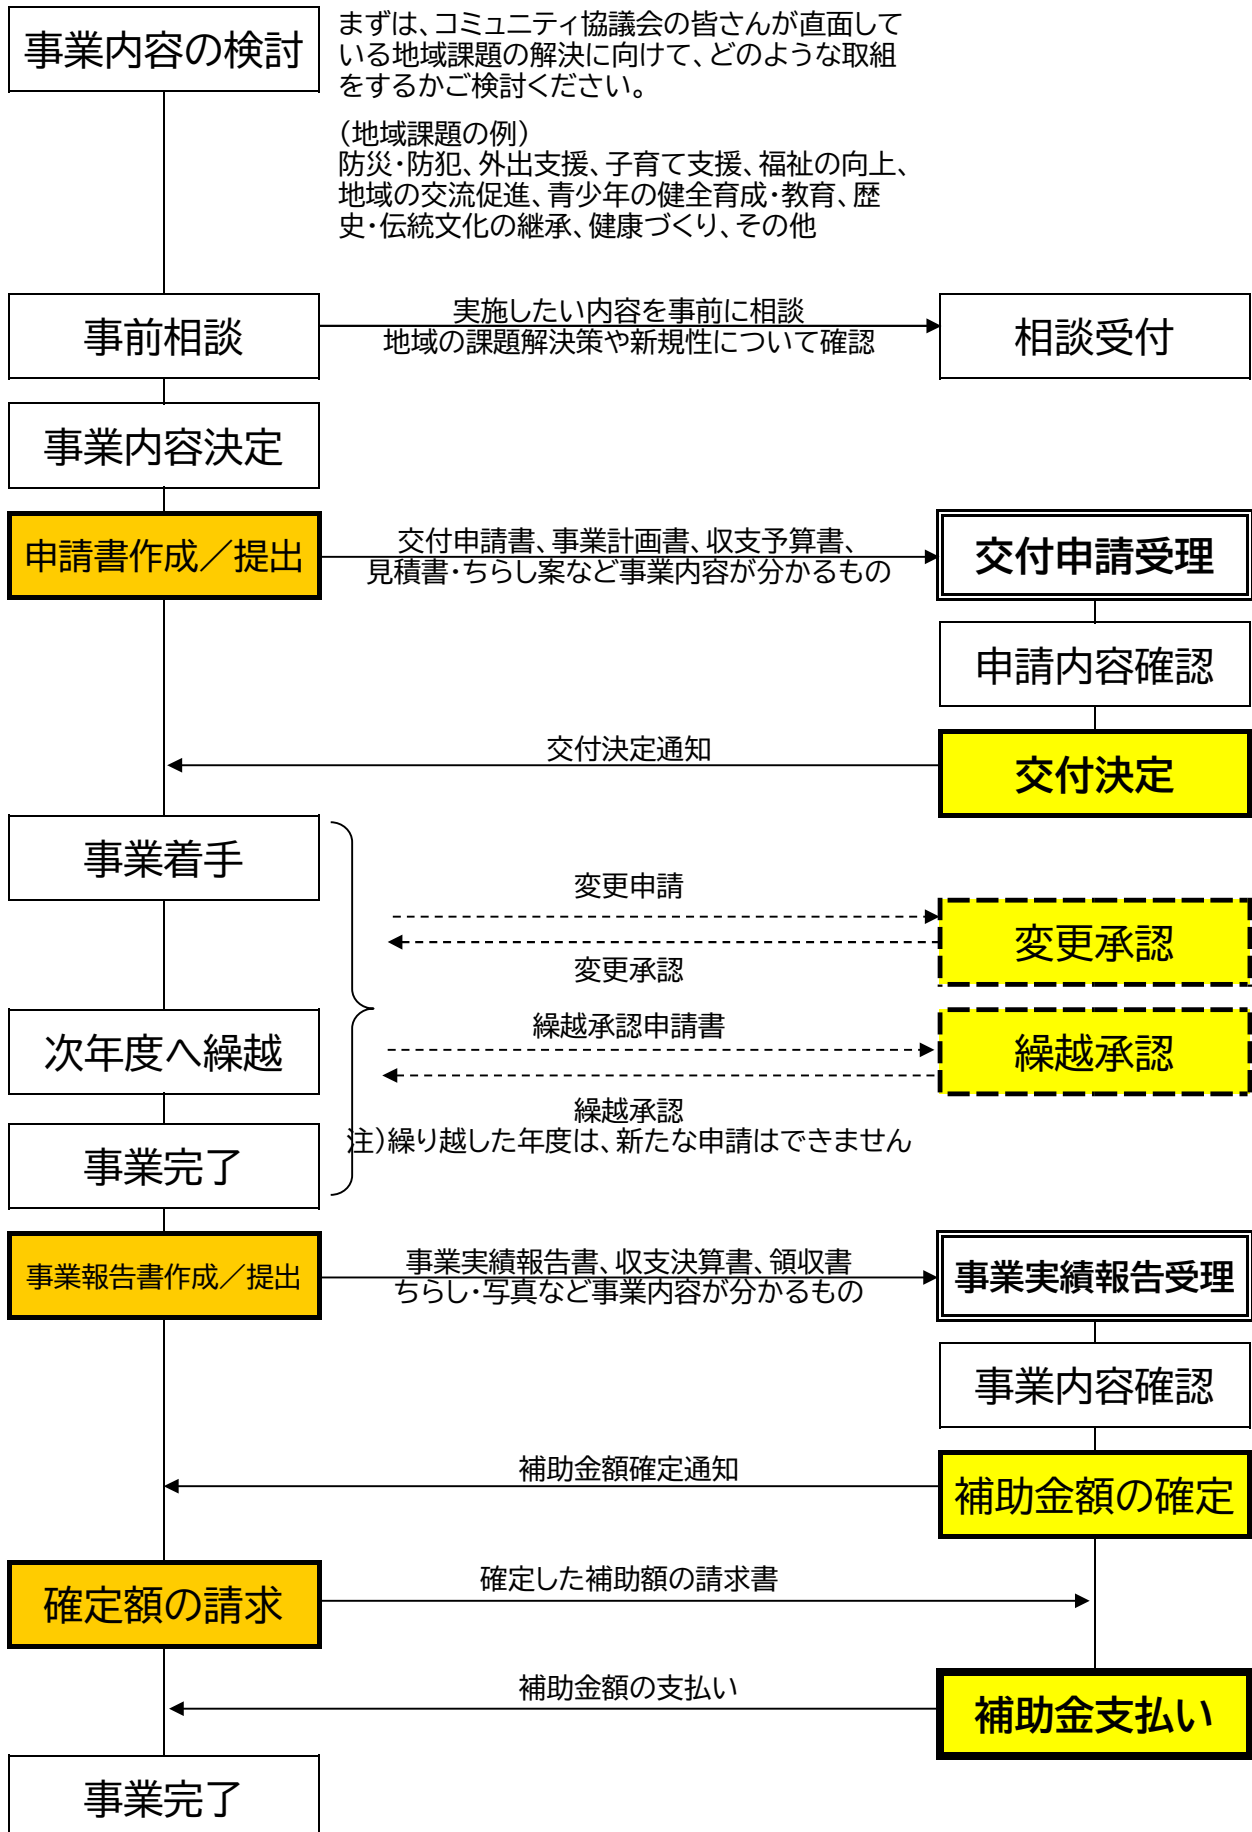 事業内容の検討
まずは、コミュニティ協議会の皆さんが直面して
いる地域課題の解決に向けて、どのような取組
をするかご検討ください。
（地域課題の例）
防災・防犯、外出支援、子育て支援、福祉の向上、
地域の交流促進、青少年の健全育成・教育、歴
史・伝統文化の継承、健康づくり、その他
事前相談
実施したい内容を事前に相談
地域の課題解決策や新規性について確認
相談受付
事業内容決定
申請書作成／提出
交付申請書、事業計画書、収支予算書、
見積書・ちらし案など事業内容が分かるもの
交付申請受理
申請内容確認
交付決定通知
交付決定
事業着手
変更申請
変更承認
変更承認
次年度へ繰越
繰越承認申請書
繰越承認
繰越承認
注）繰り越した年度は、新たな申請はできません
事業完了
事業報告書作成／提出
事業実績報告書、収支決算書、領収書
ちらし・写真など事業内容が分かるもの
事業実績報告受理
事業内容確認
補助金額確定通知
補助金額の確定
確定額の請求
確定した補助額の請求書
補助金額の支払い
補助金支払い
事業完了